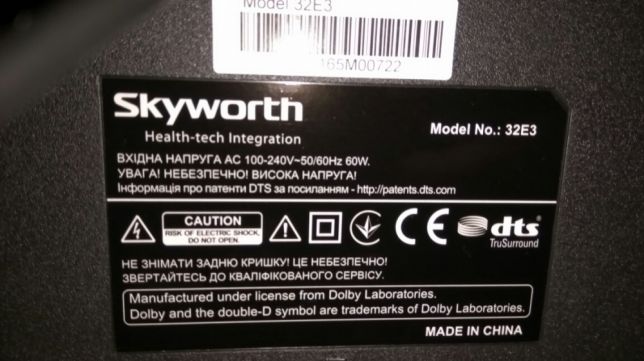 Model 32E3
165M00722
Skyworth
Health-tech Integration
Model No.: 32E3
ВХІДНА НАПРУГА AC 100-240V~50/60Hz 60W.
УВАГА! НЕБЕЗПЕЧНО! ВИСОКА НАПРУГА!
Інформація про патенти DTS за посиланням - http://patents.dts.com
CAUTION
RISK OF ELECTRIC SHOCK
DO NOT OPEN
CE
dts
TruSurround
НЕ ЗНІМАТИ ЗАДНЮ КРИШКУ! ЦЕ НЕБЕЗПЕЧНО!
ЗВЕРТАЙТЕСЬ ДО КВАЛІФІКОВАНОГО СЕРВІСУ.
Manufactured under license from Dolby Laboratories.
Dolby and the double-D symbol are trademarks of Dolby Laboratories.
MADE IN CHINA